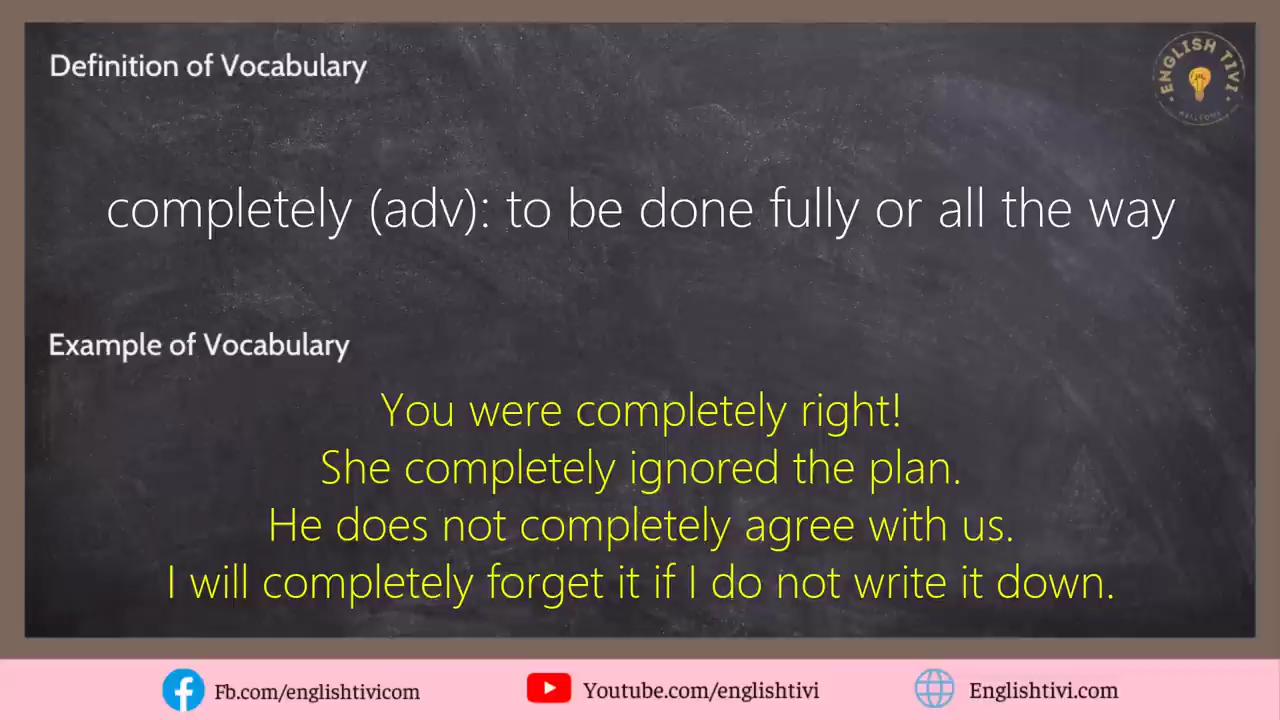 Definition of Vocabulary
ENGLISH TIVI
completely (adv): to be done fully or all the way
Example of Vocabulary
You were completely right!
She completely ignored the plan.
He does not completely agree with us.
I will completely forget it if I do not write it down.
Fb.com/englishtivicom
Youtube.com/englishtivi
Englishtivi.com